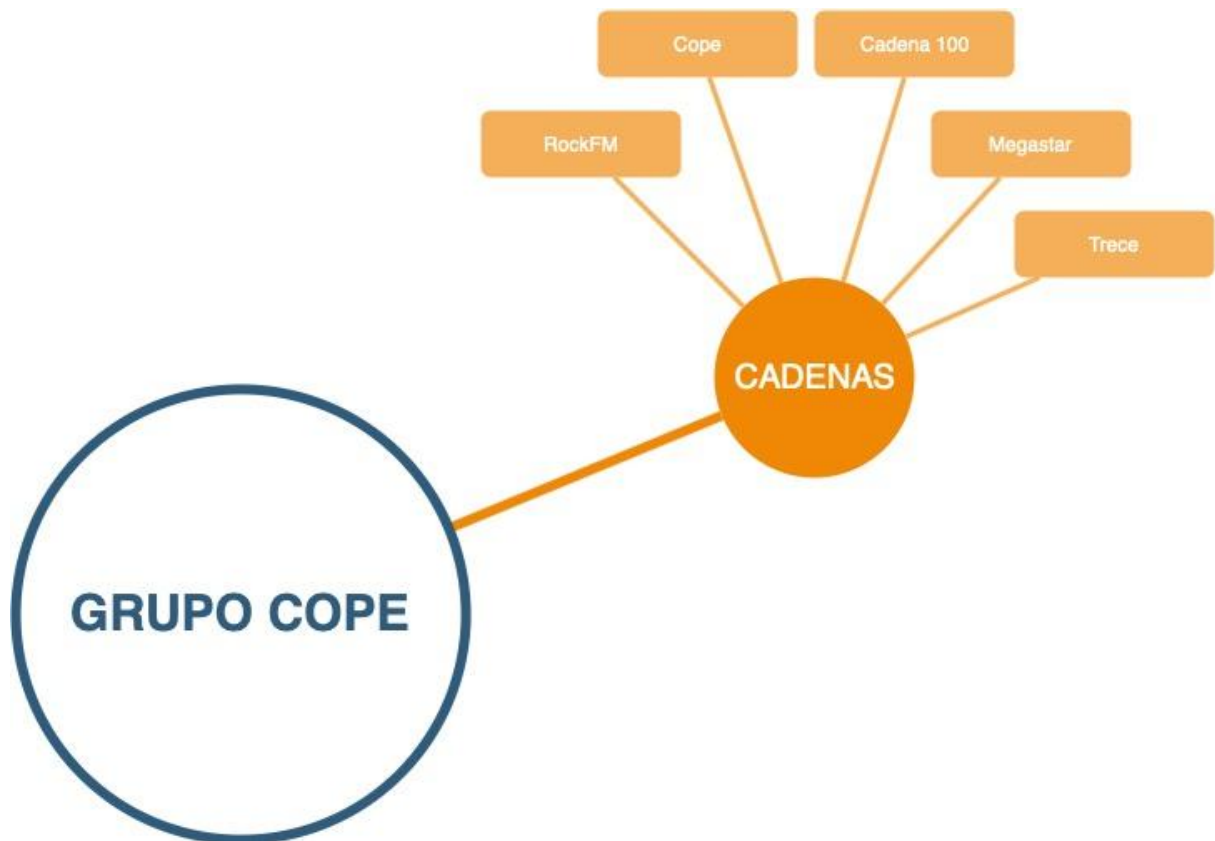 Cope
Cadena 100
RockFM
Megastar
Trece
CADENAS
GRUPO COPE